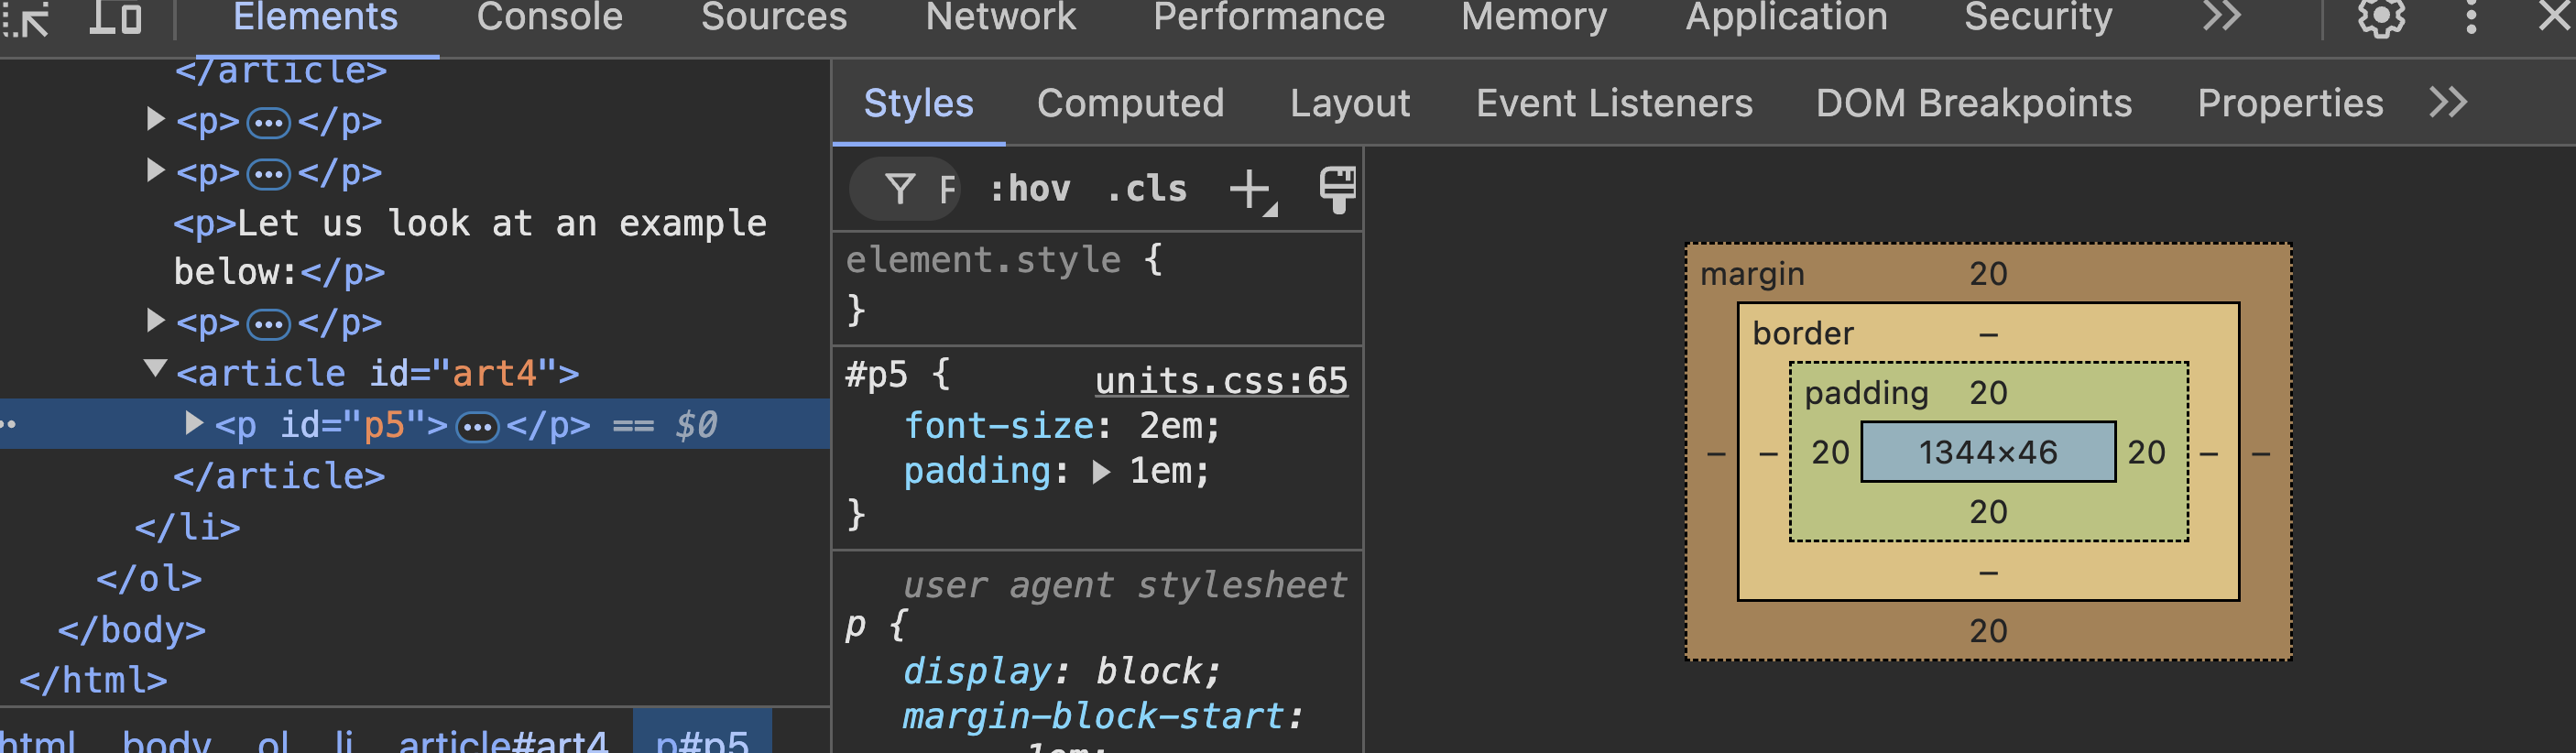 Elements Console Sources Network Performance Memory Application Security
</article>
<p>…</p>
<p>…</p>
<p>Let us look at an example
below:</p>
<p>…</p>
<article id="art4">
<p id="p5">…</p> == $0
</article>
</li>
</ol>
</body>
</html>
html body ol li article#art4 p#p5
Styles Computed Layout Event Listeners DOM Breakpoints Properties
F :hov .cls
element.style {
}
#p5 { units.css:65
font-size: 2em;
padding: 1em;
}
user agent stylesheet
p {
display: block;
margin-block-start:
1em;
margin 20
border –
padding 20
– – 20 1344×46 20 – –
20
–
20